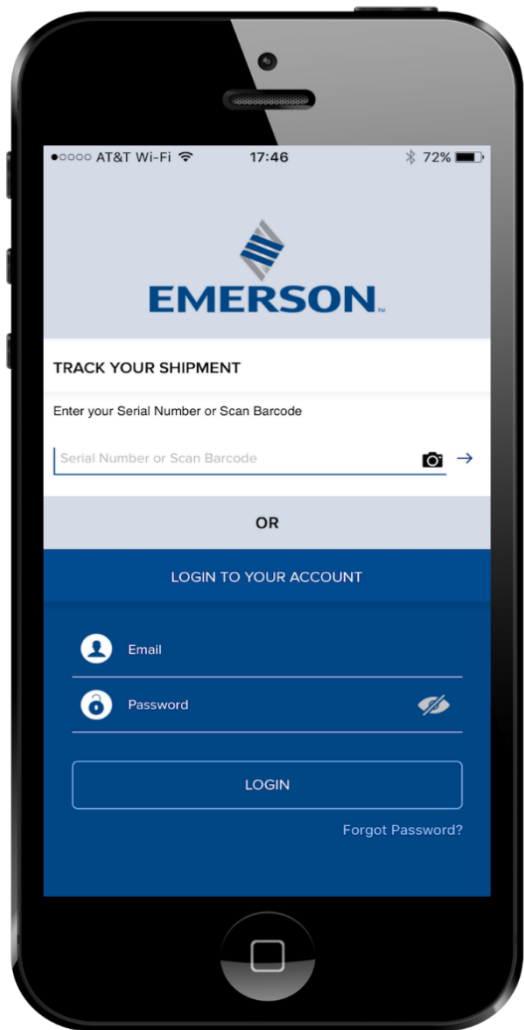 AT&T Wi-Fi 17:46 72%
EMERSON™
TRACK YOUR SHIPMENT
Enter your Serial Number or Scan Barcode
Serial Number or Scan Barcode
OR
LOGIN TO YOUR ACCOUNT
Email
Password
LOGIN
Forgot Password?